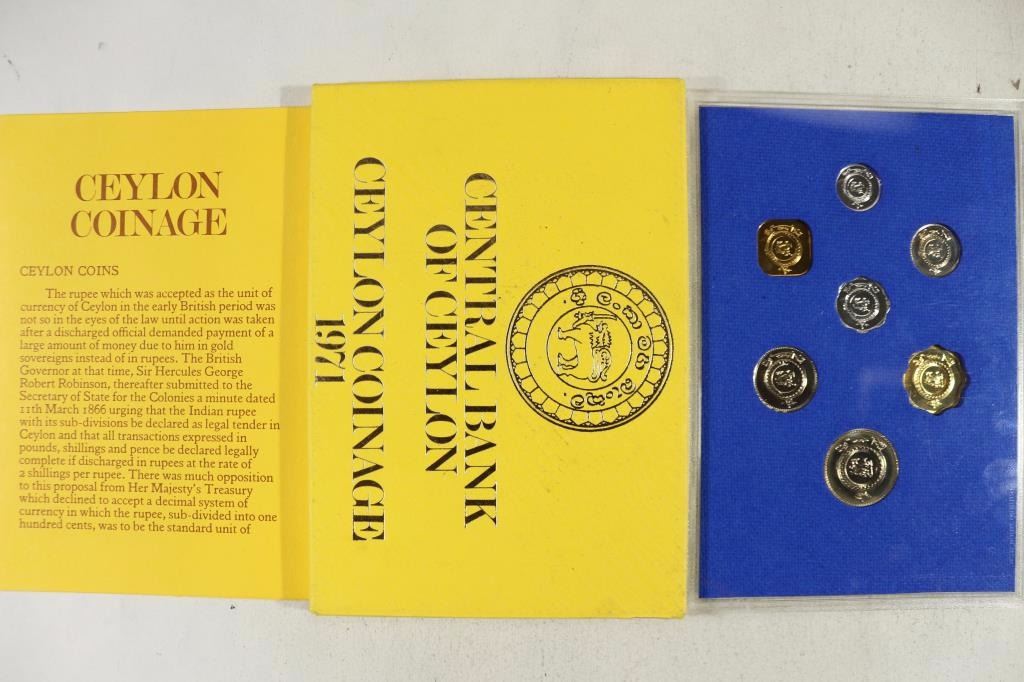 CEYLON
COINAGE
CEYLON COINS
The rupee which was accepted as the unit of
currency of Ceylon in the early British period was
not so in the eyes of the law until action was taken
after a discharged official demanded payment of a
large amount of money due to him in gold
sovereigns instead of in rupees. The British
Governor at that time, Sir Hercules George
Robert Robinson, thereafter submitted to the
Secretary of State for the Colonies a minute dated
11th March 1866 urging that the Indian rupee
with its sub-divisions be declared as legal tender in
Ceylon and that all transactions expressed in
pounds, shillings and pence be declared legally
complete if discharged in rupees at the rate of
2 shillings per rupee. There was much opposition
to this proposal from Her Majesty's Treasury
which declined to accept a decimal system of
currency in which the rupee, sub-divided into one
hundred cents, was to be the standard unit of
CENTRAL BANK
OF CEYLON
CEYLON COINAGE
1971